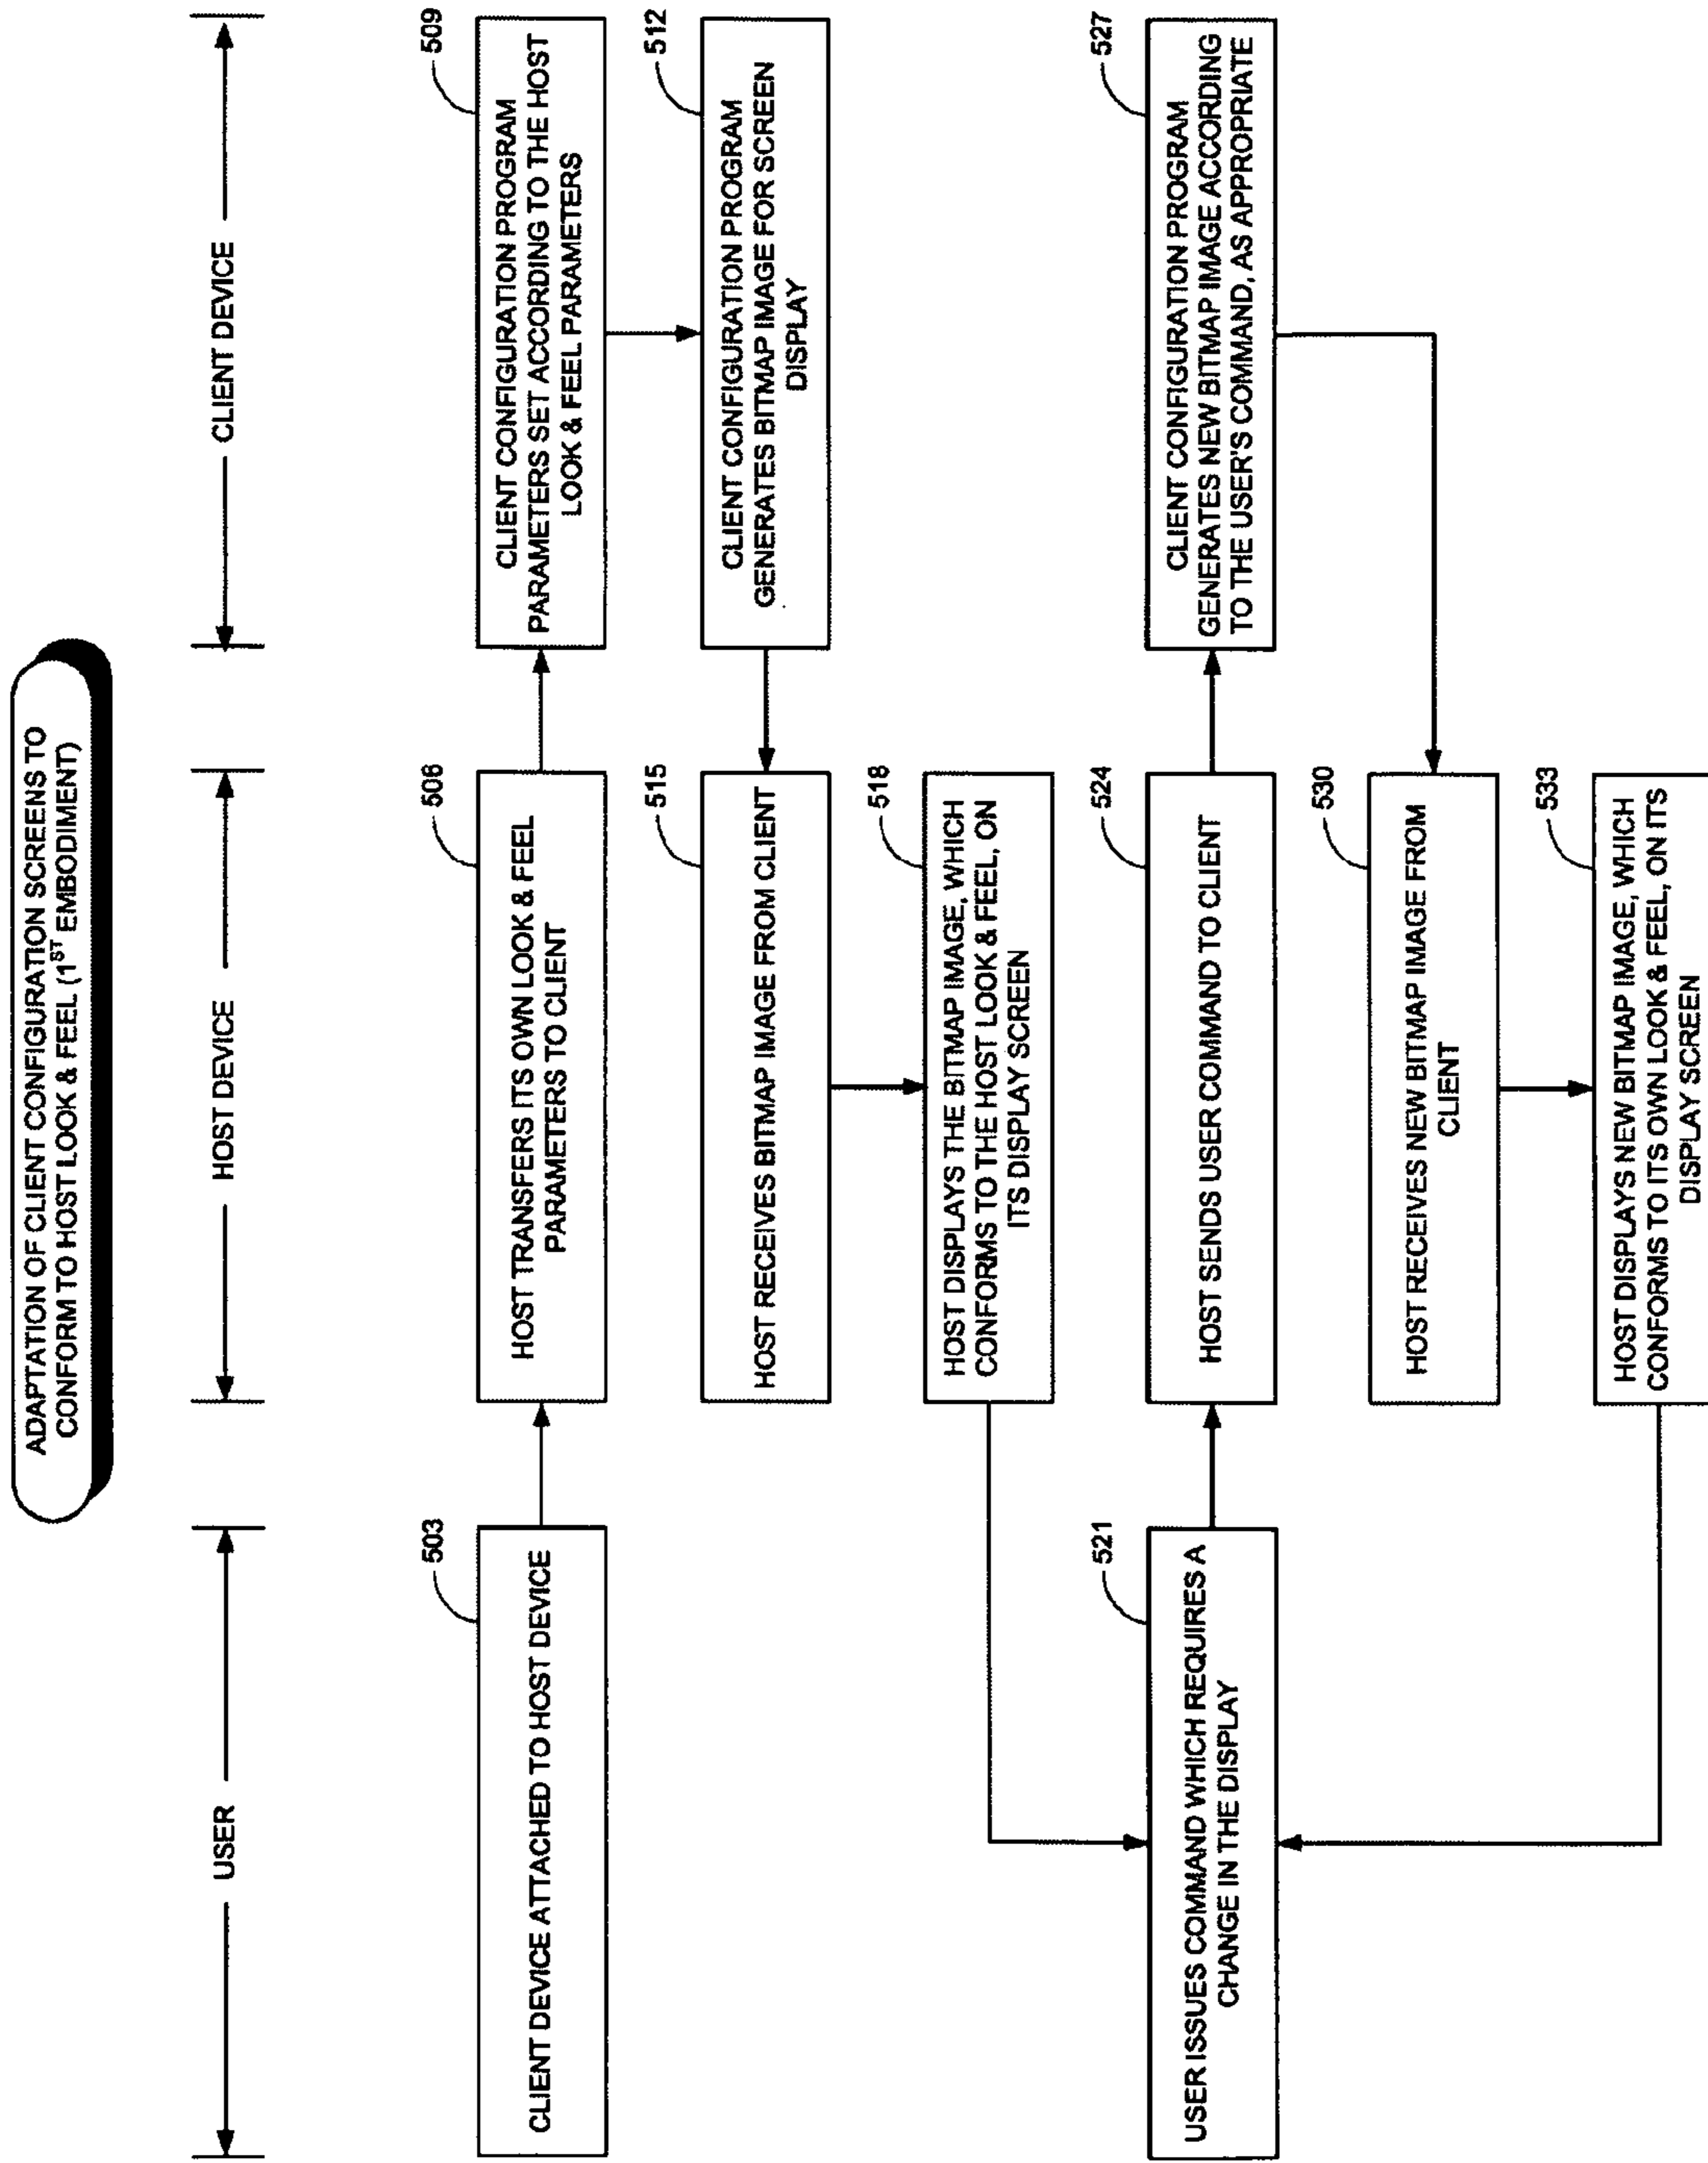 ADAPTATION OF CLIENT CONFIGURATION SCREENS TO
CONFORM TO HOST LOOK & FEEL (1ST EMBODIMENT)
USER
HOST DEVICE
CLIENT DEVICE
503
CLIENT DEVICE ATTACHED TO HOST DEVICE
506
HOST TRANSFERS ITS OWN LOOK & FEEL
PARAMETERS TO CLIENT
509
CLIENT CONFIGURATION PROGRAM
PARAMETERS SET ACCORDING TO THE HOST
LOOK & FEEL PARAMETERS
512
CLIENT CONFIGURATION PROGRAM
GENERATES BITMAP IMAGE FOR SCREEN
DISPLAY
515
HOST RECEIVES BITMAP IMAGE FROM CLIENT
518
HOST DISPLAYS THE BITMAP IMAGE, WHICH
CONFORMS TO THE HOST LOOK & FEEL, ON
ITS DISPLAY SCREEN
521
USER ISSUES COMMAND WHICH REQUIRES A
CHANGE IN THE DISPLAY
524
HOST SENDS USER COMMAND TO CLIENT
527
CLIENT CONFIGURATION PROGRAM
GENERATES NEW BITMAP IMAGE ACCORDING
TO THE USER'S COMMAND, AS APPROPRIATE
530
HOST RECEIVES NEW BITMAP IMAGE FROM
CLIENT
533
HOST DISPLAYS NEW BITMAP IMAGE, WHICH
CONFORMS TO ITS OWN LOOK & FEEL, ON ITS
DISPLAY SCREEN